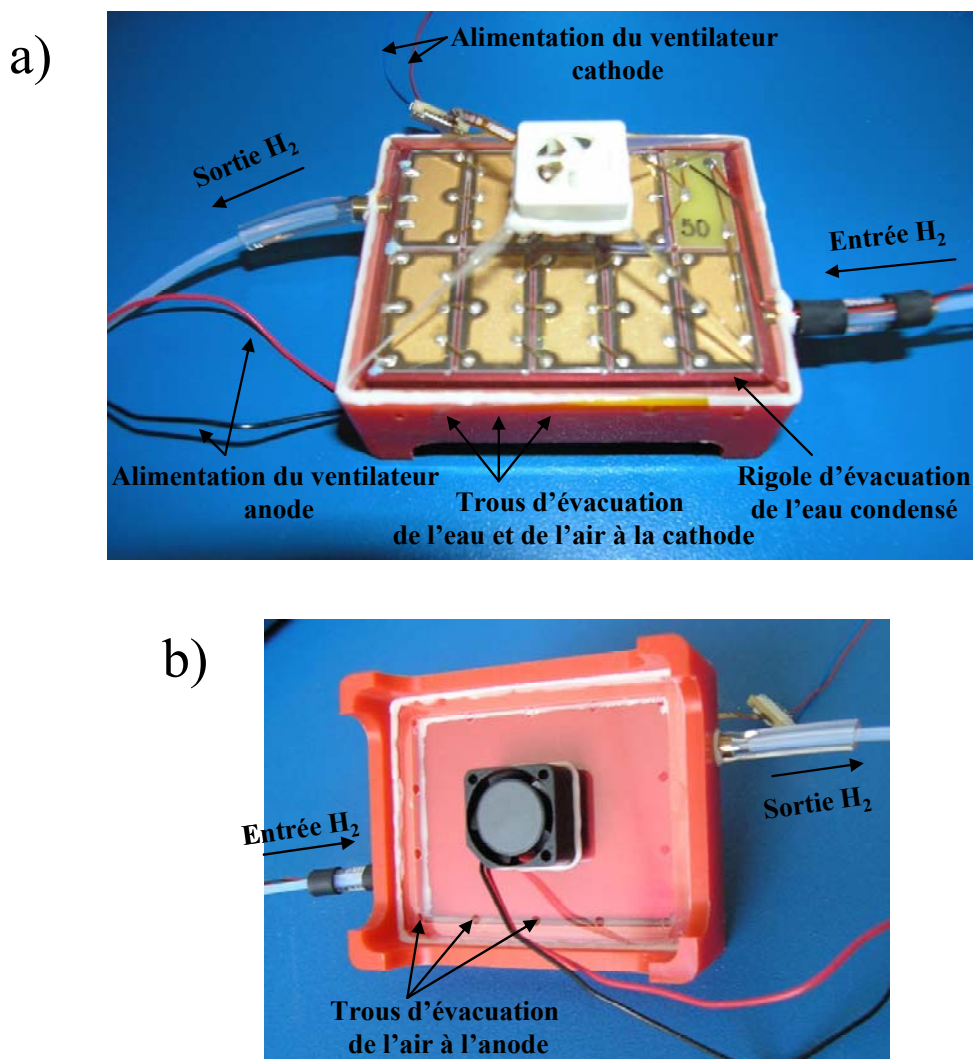 a)
Alimentation du ventilateur
cathode
Sortie H₂
50
Entrée H₂
Alimentation du ventilateur
anode
Trous d'évacuation
de l'eau et de l'air à la cathode
Rigole d'évacuation
de l'eau condensé
b)
Entrée H₂
Sortie H₂
Trous d'évacuation
de l'air à l'anode